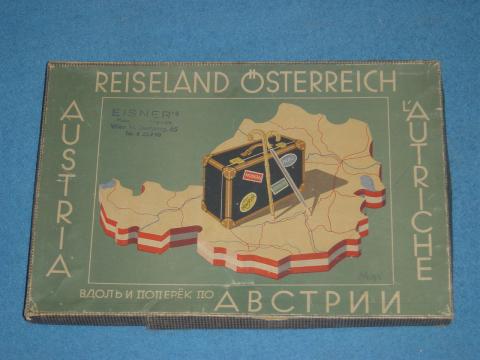 REISELAND ÖSTERREICH
AUSTRIA
L'AUTRICHE
EISNER's
ВДОЛЬ И ПОПЕРЁК ПО АВСТРИИ